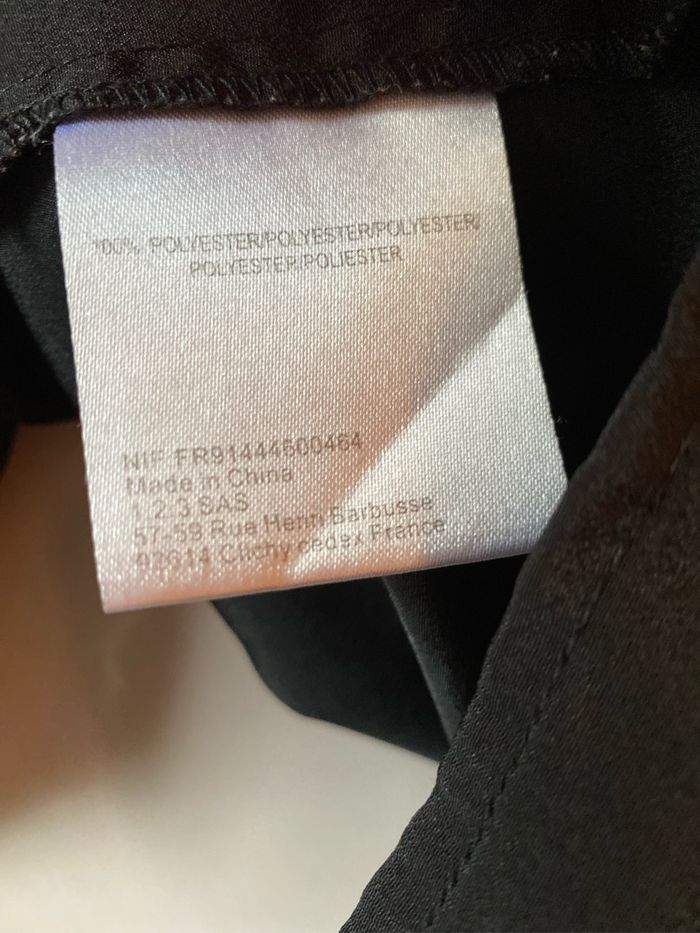 100% POLYESTER/POLYESTER/POLYESTER/
POLYESTER/POLIESTER
NIF FR91444600464
Made in China
1.2.3 SAS
57-59 Rue Henri Barbusse
92614 Clichy cedex France